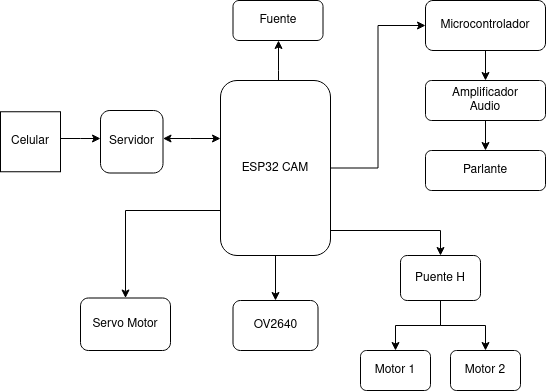 Fuente
Microcontrolador
Amplificador
Audio
Celular
Servidor
ESP32 CAM
Parlante
Puente H
Servo Motor
OV2640
Motor 1
Motor 2